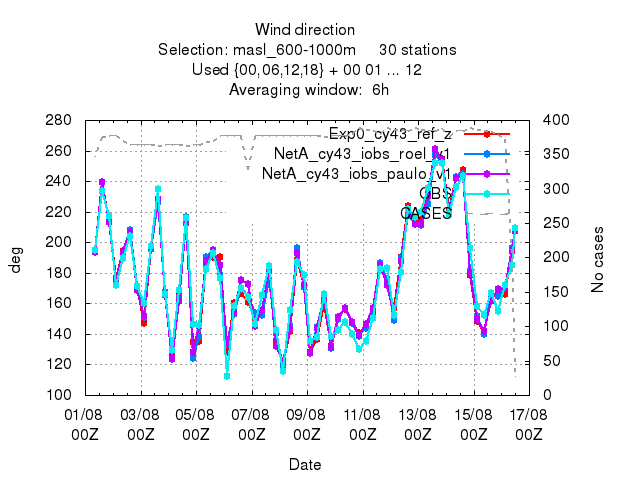 Wind direction
Selection: masl_600-1000m 30 stations
Used {00,06,12,18} + 00 01 ... 12
Averaging window: 6h
280
260
240
220
200
180
160
140
120
100
deg
400
350
300
250
200
150
100
50
0
No cases
Exp0_cy43_ref_z
NetA_cy43_iobs_roel_v1
NetA_cy43_iobs_paulo_v1
OBS
CASES
01/08 03/08 05/08 07/08 09/08 11/08 13/08 15/08 17/08
00Z 00Z 00Z 00Z 00Z 00Z 00Z 00Z 00Z
Date